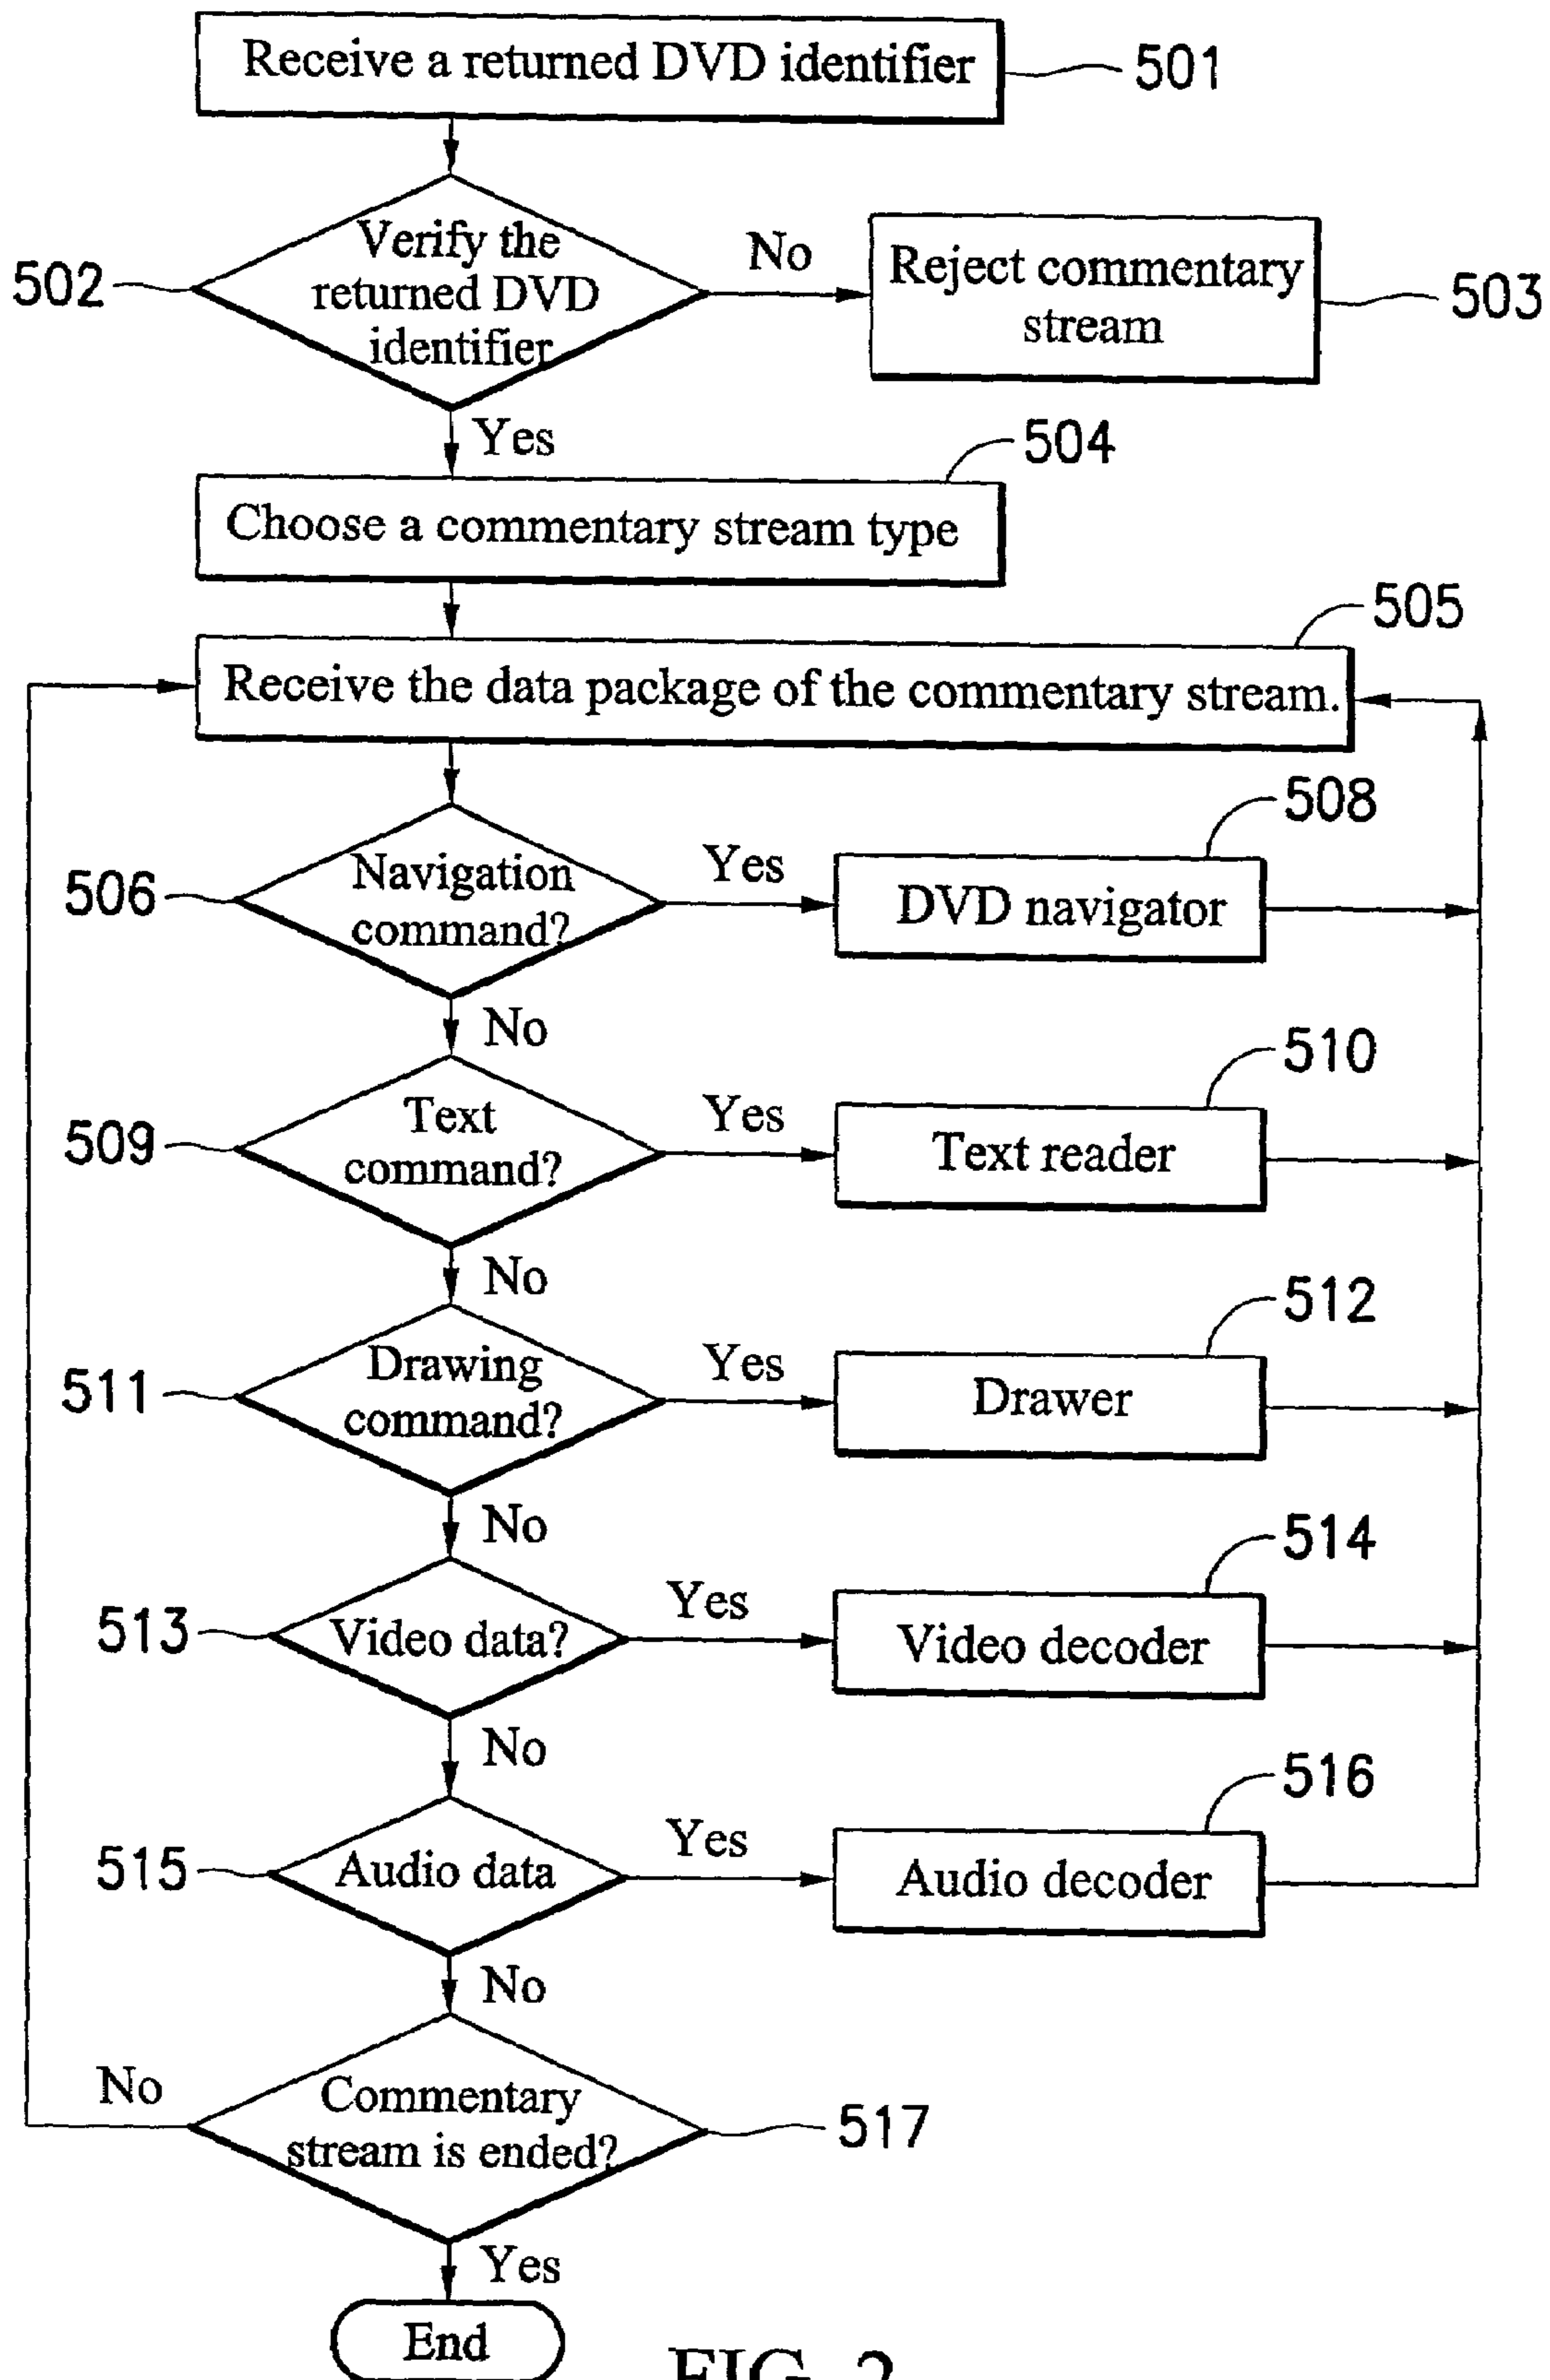 Receive a returned DVD identifier
501
Verify the
returned DVD
identifier
502
No
Reject commentary
stream
503
Yes
504
Choose a commentary stream type
505
Receive the data package of the commentary stream.
506
Navigation
command?
Yes
508
DVD navigator
No
509
Text
command?
Yes
510
Text reader
No
511
Drawing
command?
Yes
512
Drawer
No
513
Video data?
Yes
514
Video decoder
No
515
Audio data
Yes
516
Audio decoder
No
No
Commentary
stream is ended?
517
Yes
End
FIG. 2